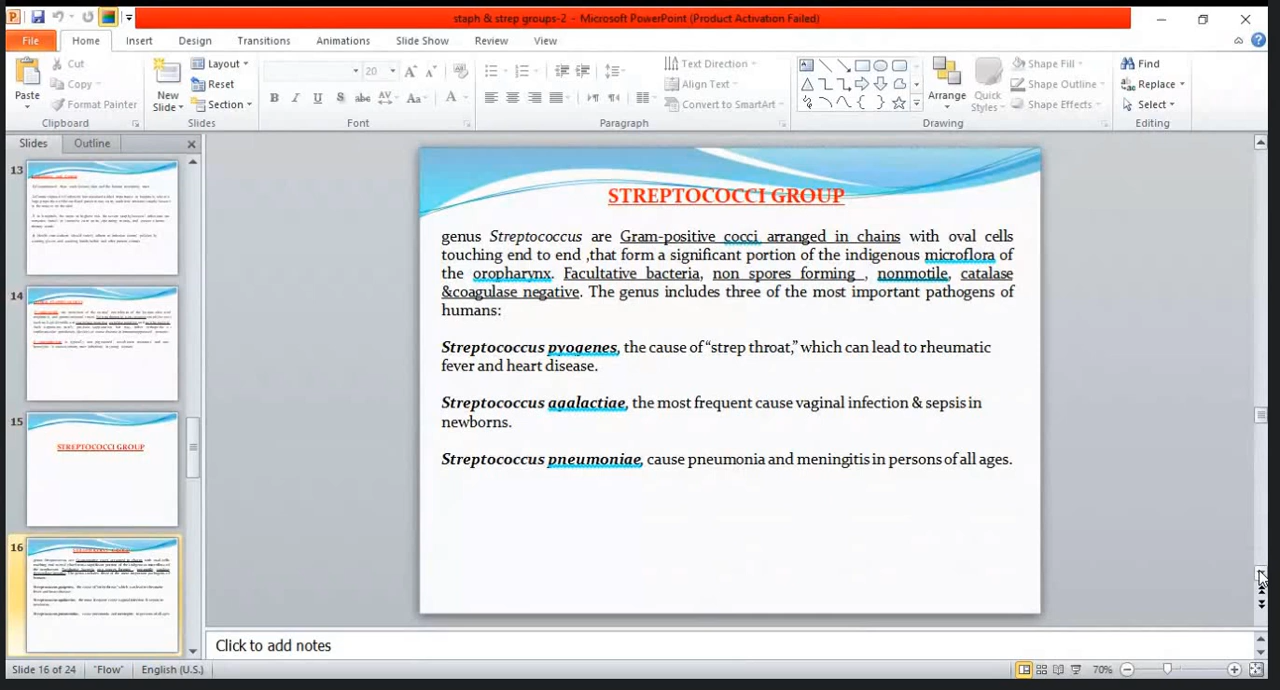 staph & strep groups-2 - Microsoft PowerPoint (Product Activation Failed)
File Home Insert Design Transitions Animations Slide Show Review View
Cut
Copy
Format Painter
Paste
Clipboard
New
Slide
Layout
Reset
Section
Slides
20
Font
Text Direction
Align Text
Convert to SmartArt
Paragraph
Arrange
Quick
Styles
Shape Fill
Shape Outline
Shape Effects
Drawing
Find
Replace
Select
Editing
Slides Outline
13
14
15
STREPTOCOCCI GROUP
16
STREPTOCOCCI GROUP
genus Streptococcus are Gram-positive cocci arranged in chains with oval cells
touching end to end ,that form a significant portion of the indigenous microflora of
the oropharynx. Facultative bacteria, non spores forming , nonmotile, catalase
&coagulase negative. The genus includes three of the most important pathogens of
humans:
Streptococcus pyogenes, the cause of “strep throat,” which can lead to rheumatic
fever and heart disease.
Streptococcus agalactiae, the most frequent cause vaginal infection & sepsis in
newborns.
Streptococcus pneumoniae, cause pneumonia and meningitis in persons of all ages.
Click to add notes
Slide 16 of 24 "Flow" English (U.S.) 70%